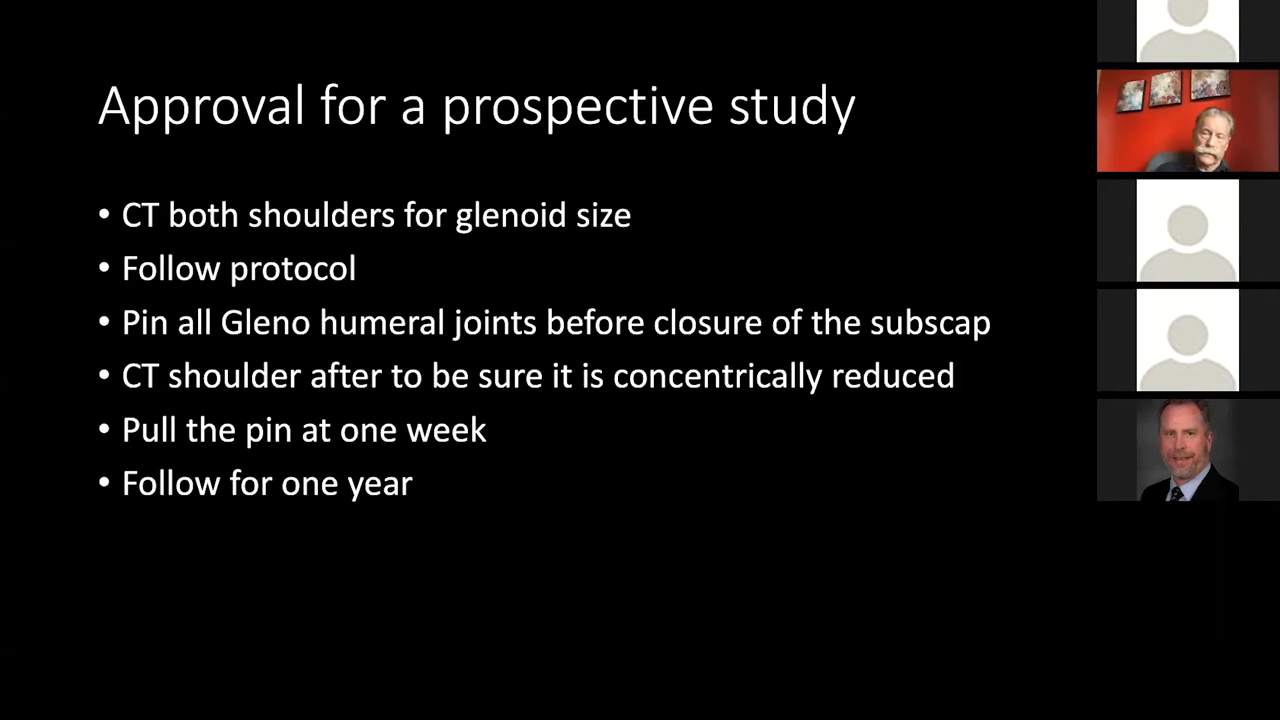 Approval for a prospective study
• CT both shoulders for glenoid size
• Follow protocol
• Pin all Gleno humeral joints before closure of the subscap
• CT shoulder after to be sure it is concentrically reduced
• Pull the pin at one week
• Follow for one year